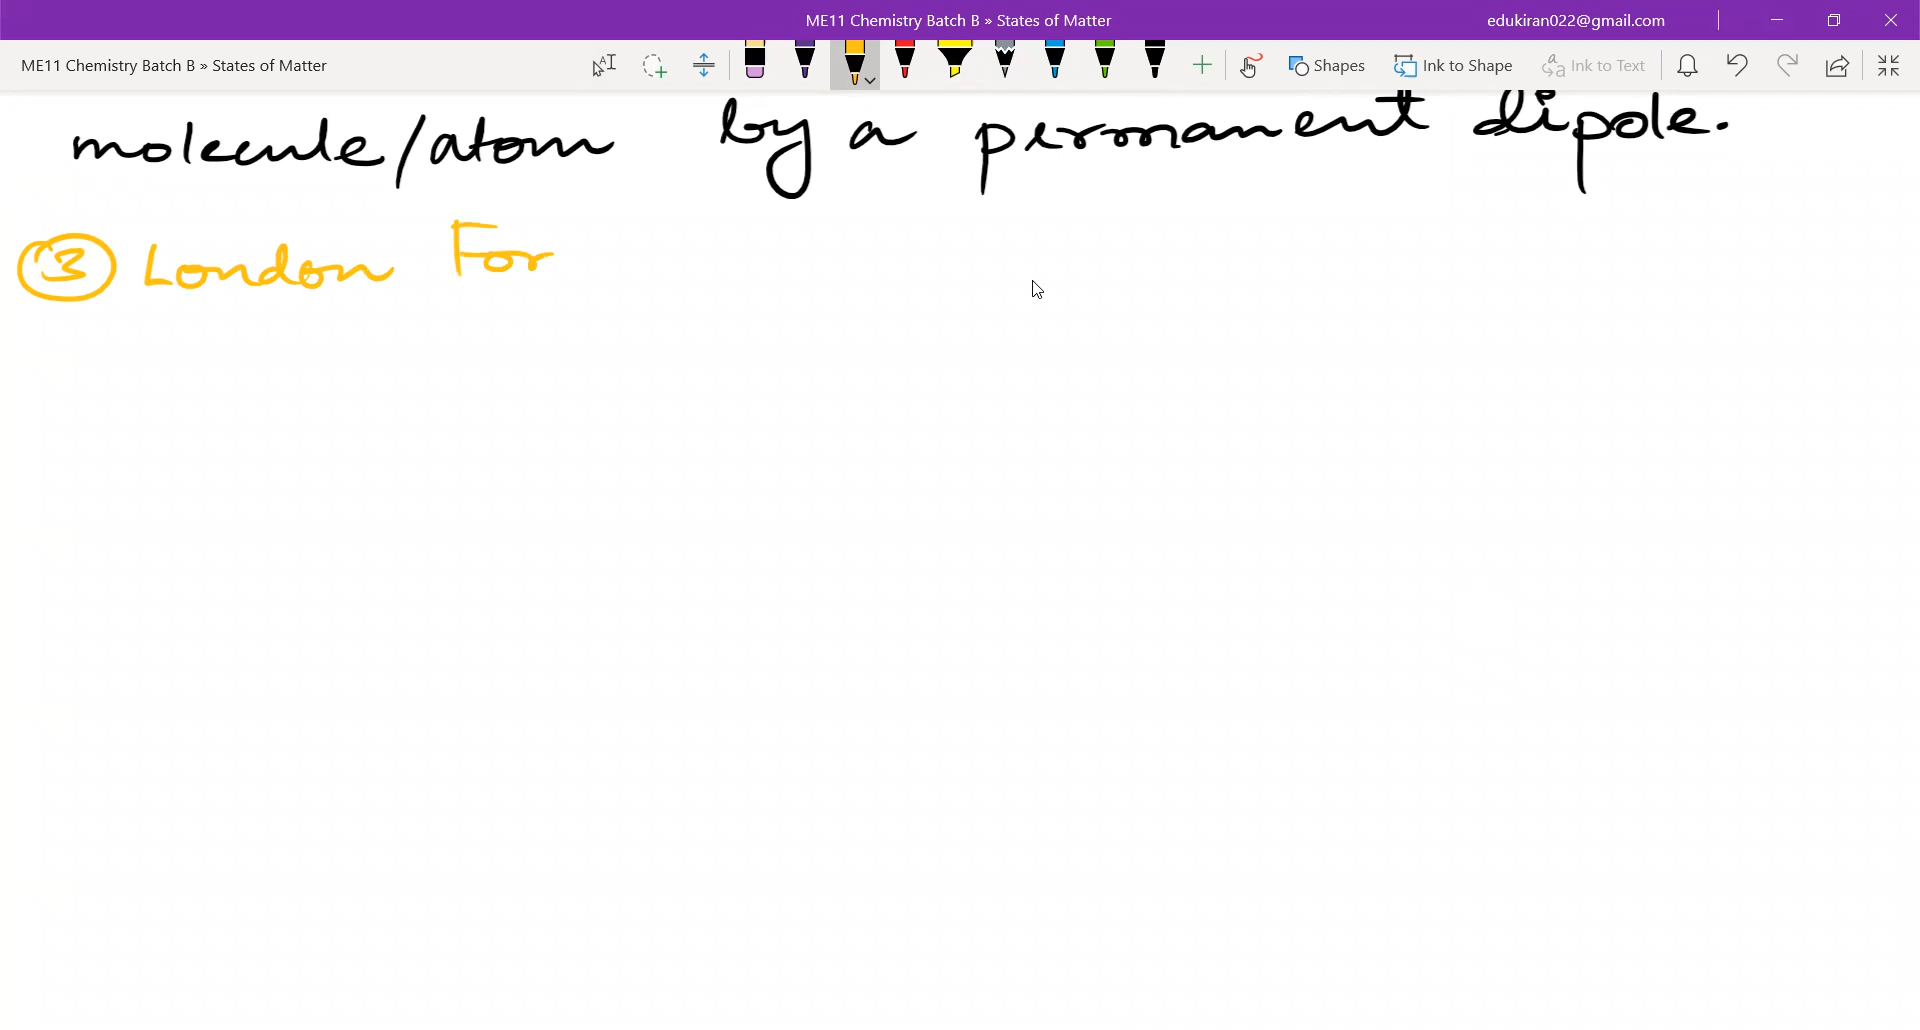 ME11 Chemistry Batch B » States of Matter
edukiran022@gmail.com
ME11 Chemistry Batch B » States of Matter
Shapes
Ink to Shape
Ink to Text
molecule/atom by a permanent dipole.
3 London For